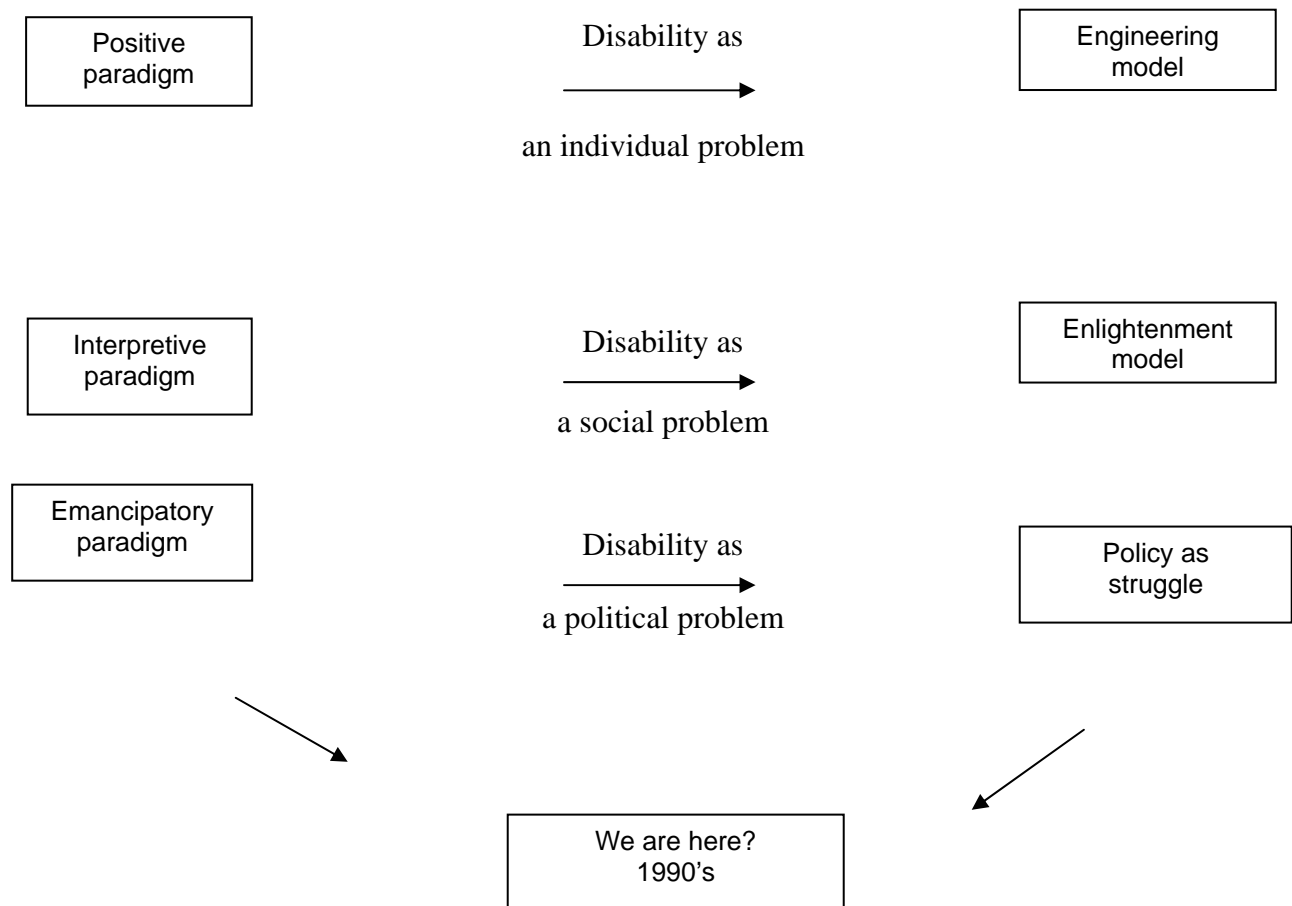 Positive
paradigm
Disability as
an individual problem
Engineering
model
Interpretive
paradigm
Disability as
a social problem
Enlightenment
model
Emancipatory
paradigm
Disability as
a political problem
Policy as
struggle
We are here?
1990's